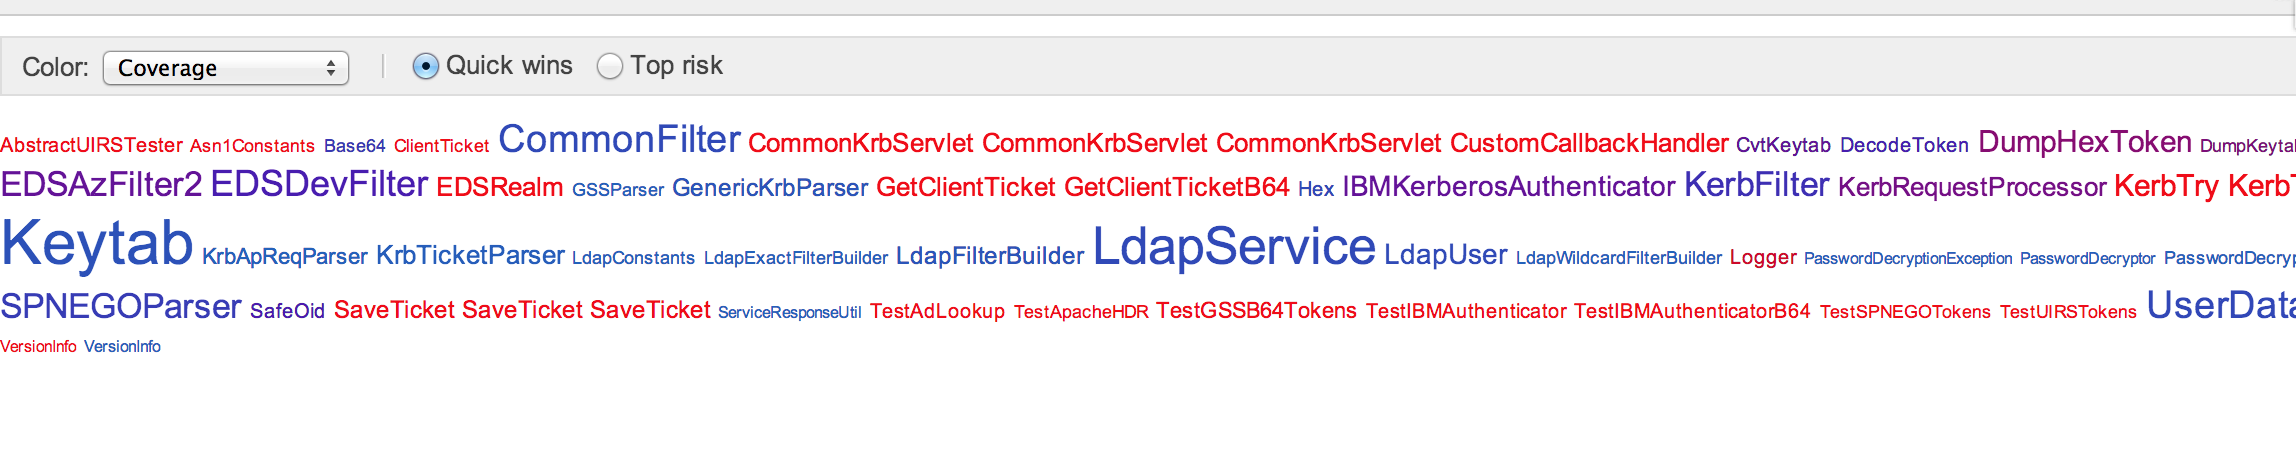 Color: Coverage Quick wins Top risk
AbstractUIRSTester Asn1Constants Base64 ClientTicket CommonFilter CommonKrbServlet CommonKrbServlet CommonKrbServlet CustomCallbackHandler CvtKeytab DecodeToken DumpHexToken DumpKeytab
EDSAzFilter2 EDSDevFilter EDSRealm GSSParser GenericKrbParser GetClientTicket GetClientTicketB64 Hex IBMKerberosAuthenticator KerbFilter KerbRequestProcessor KerbTry KerbT
Keytab KrbApReqParser KrbTicketParser LdapConstants LdapExactFilterBuilder LdapFilterBuilder LdapService LdapUser LdapWildcardFilterBuilder Logger PasswordDecryptionException PasswordDecryptor PasswordDecryp
SPNEGOParser SafeOid SaveTicket SaveTicket SaveTicket ServiceResponseUtil TestAdLookup TestApacheHDR TestGSSB64Tokens TestIBMAuthenticator TestIBMAuthenticatorB64 TestSPNEGOTokens TestUIRSTokens UserData
VersionInfo VersionInfo